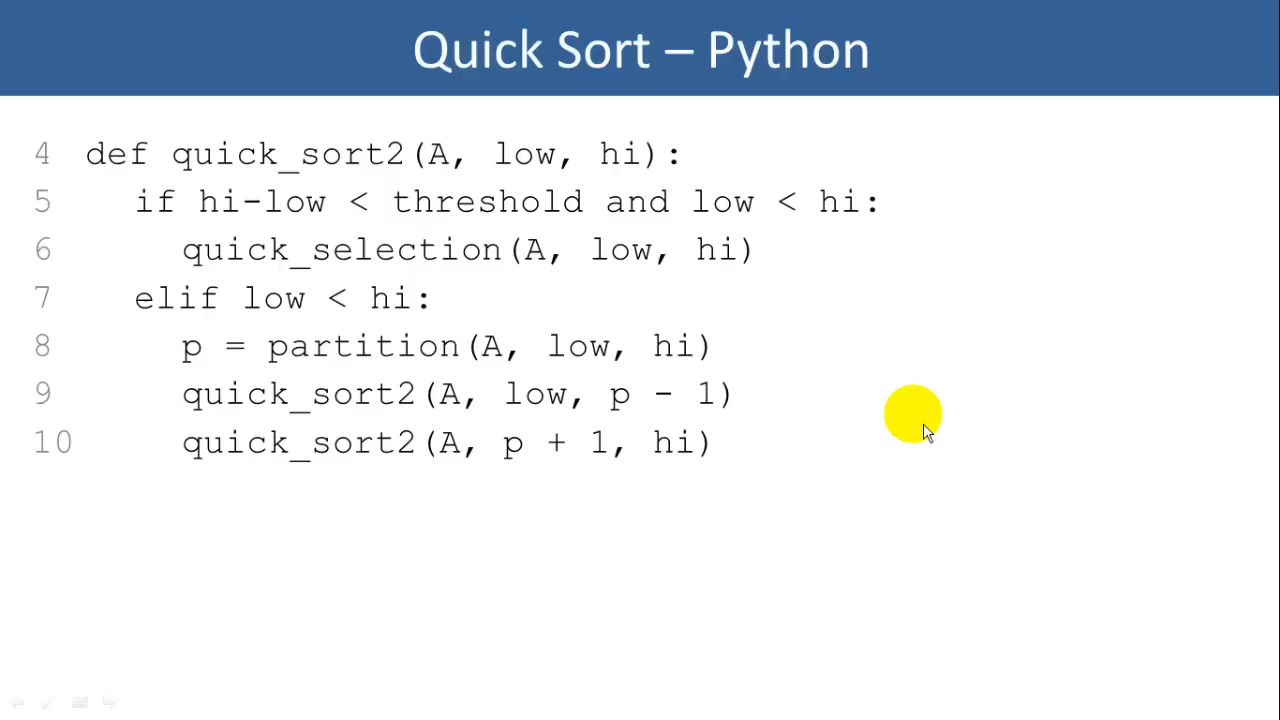 Quick Sort – Python
4 def quick_sort2(A, low, hi):
5 if hi-low < threshold and low < hi:
6 quick_selection(A, low, hi)
7 elif low < hi:
8 p = partition(A, low, hi)
9 quick_sort2(A, low, p - 1)
10 quick_sort2(A, p + 1, hi)